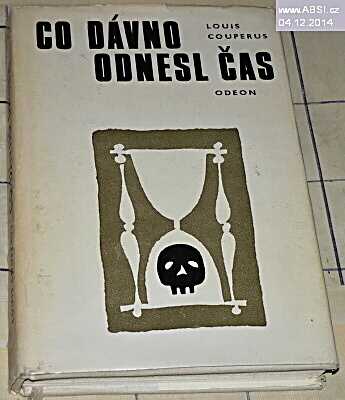 www.ABSI.cz
04.12.2014
CO DÁVNO
ODNESL ČAS
LOUIS
COUPERUS
ODEON